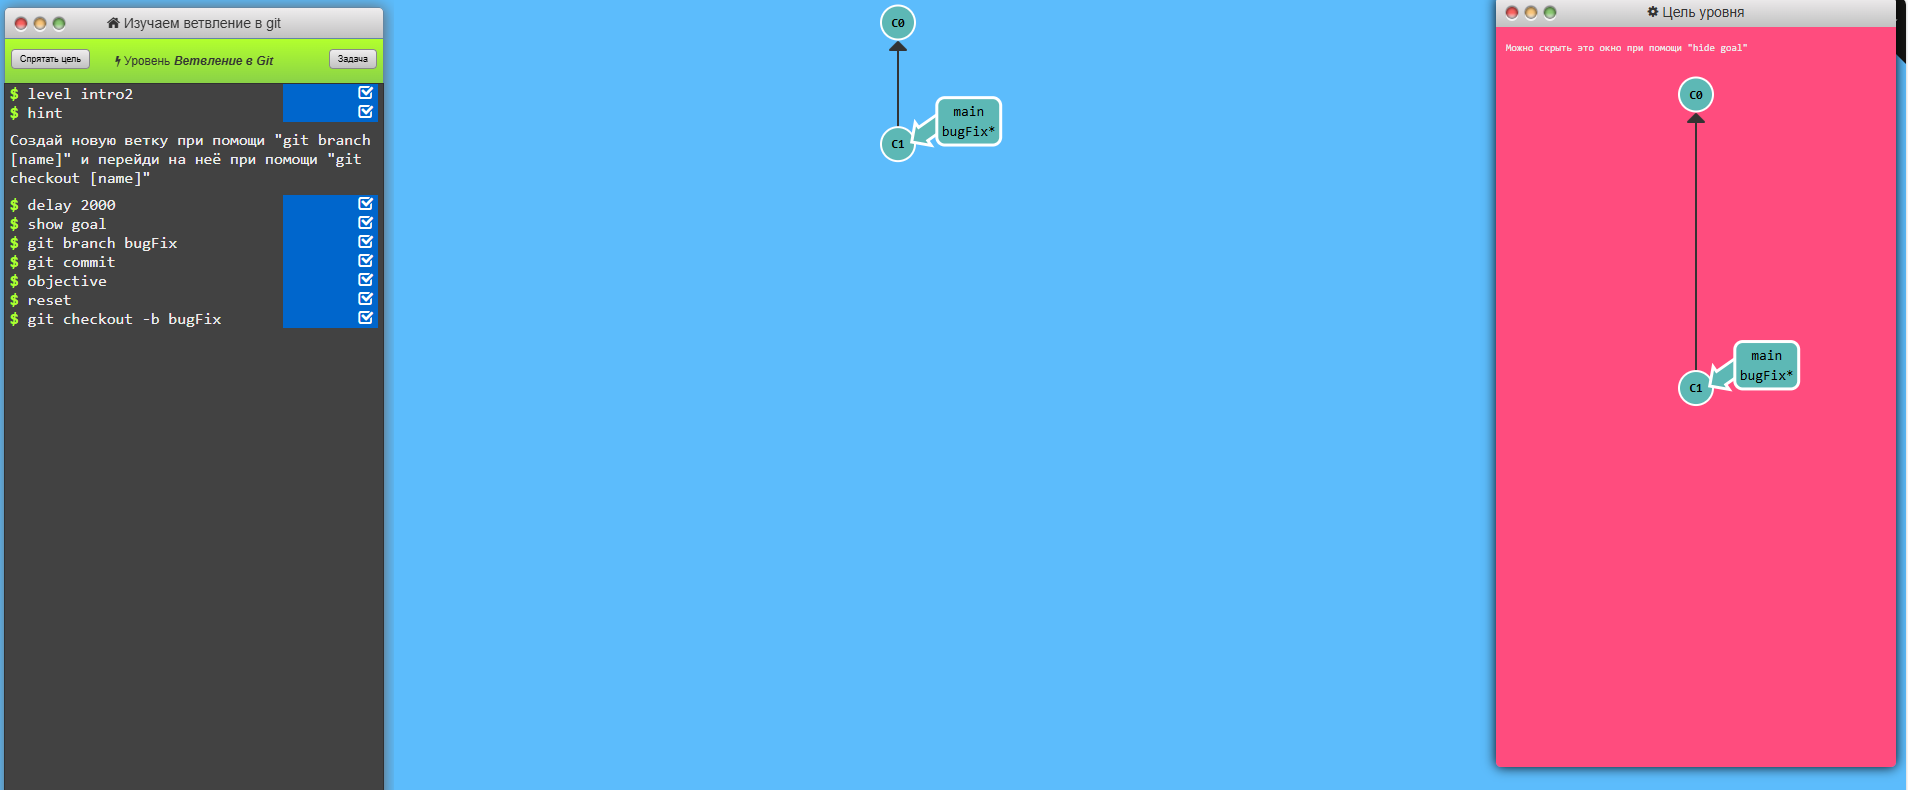 Изучаем ветвление в git
Спрятать цель
Уровень Ветвление в Git
Задача
$ level intro2
$ hint
Создай новую ветку при помощи "git branch
[name]" и перейди на неё при помощи "git
checkout [name]"
$ delay 2000
$ show goal
$ git branch bugFix
$ git commit
$ objective
$ reset
$ git checkout -b bugFix
C0
main
bugFix*
C1
Цель уровня
Можно скрыть это окно при помощи "hide goal"
C0
main
bugFix*
C1